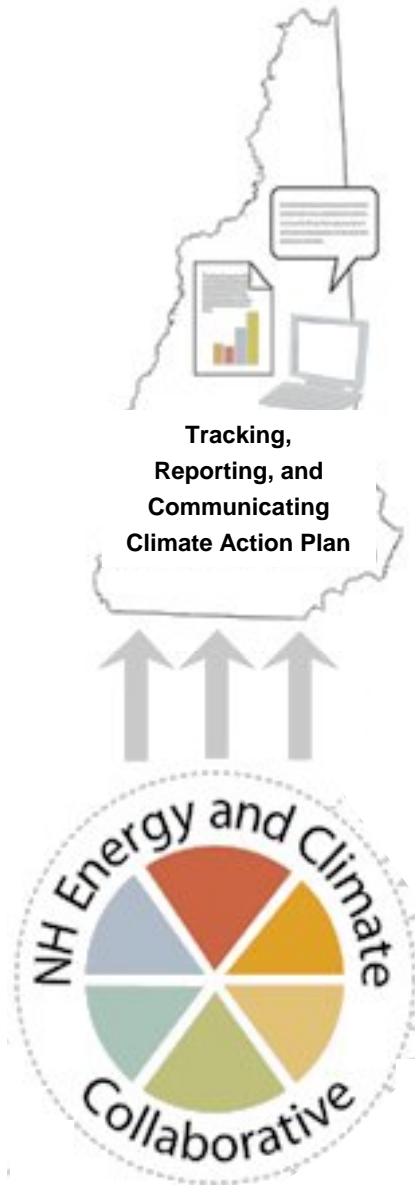 Tracking,
Reporting, and
Communicating
Climate Action Plan
NH Energy and Climate
Collaborative